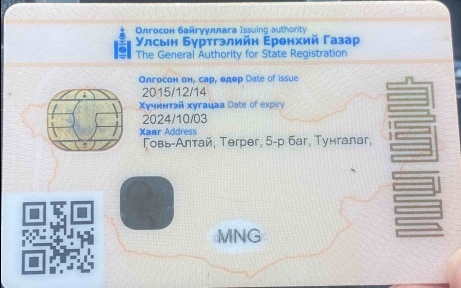 Олгосон байгууллага Issuing authority
Улсын Бүртгэлийн Ерөнхий Газар
The General Authority for State Registration
Олгосон он, сар, өдөр Date of issue
2015/12/14
Хүчинтэй хугацаа Date of expiry
2024/10/03
Хаяг Address
Говь-Алтай, Төгрөг, 5-р баг, Тунгалаг,
MNG